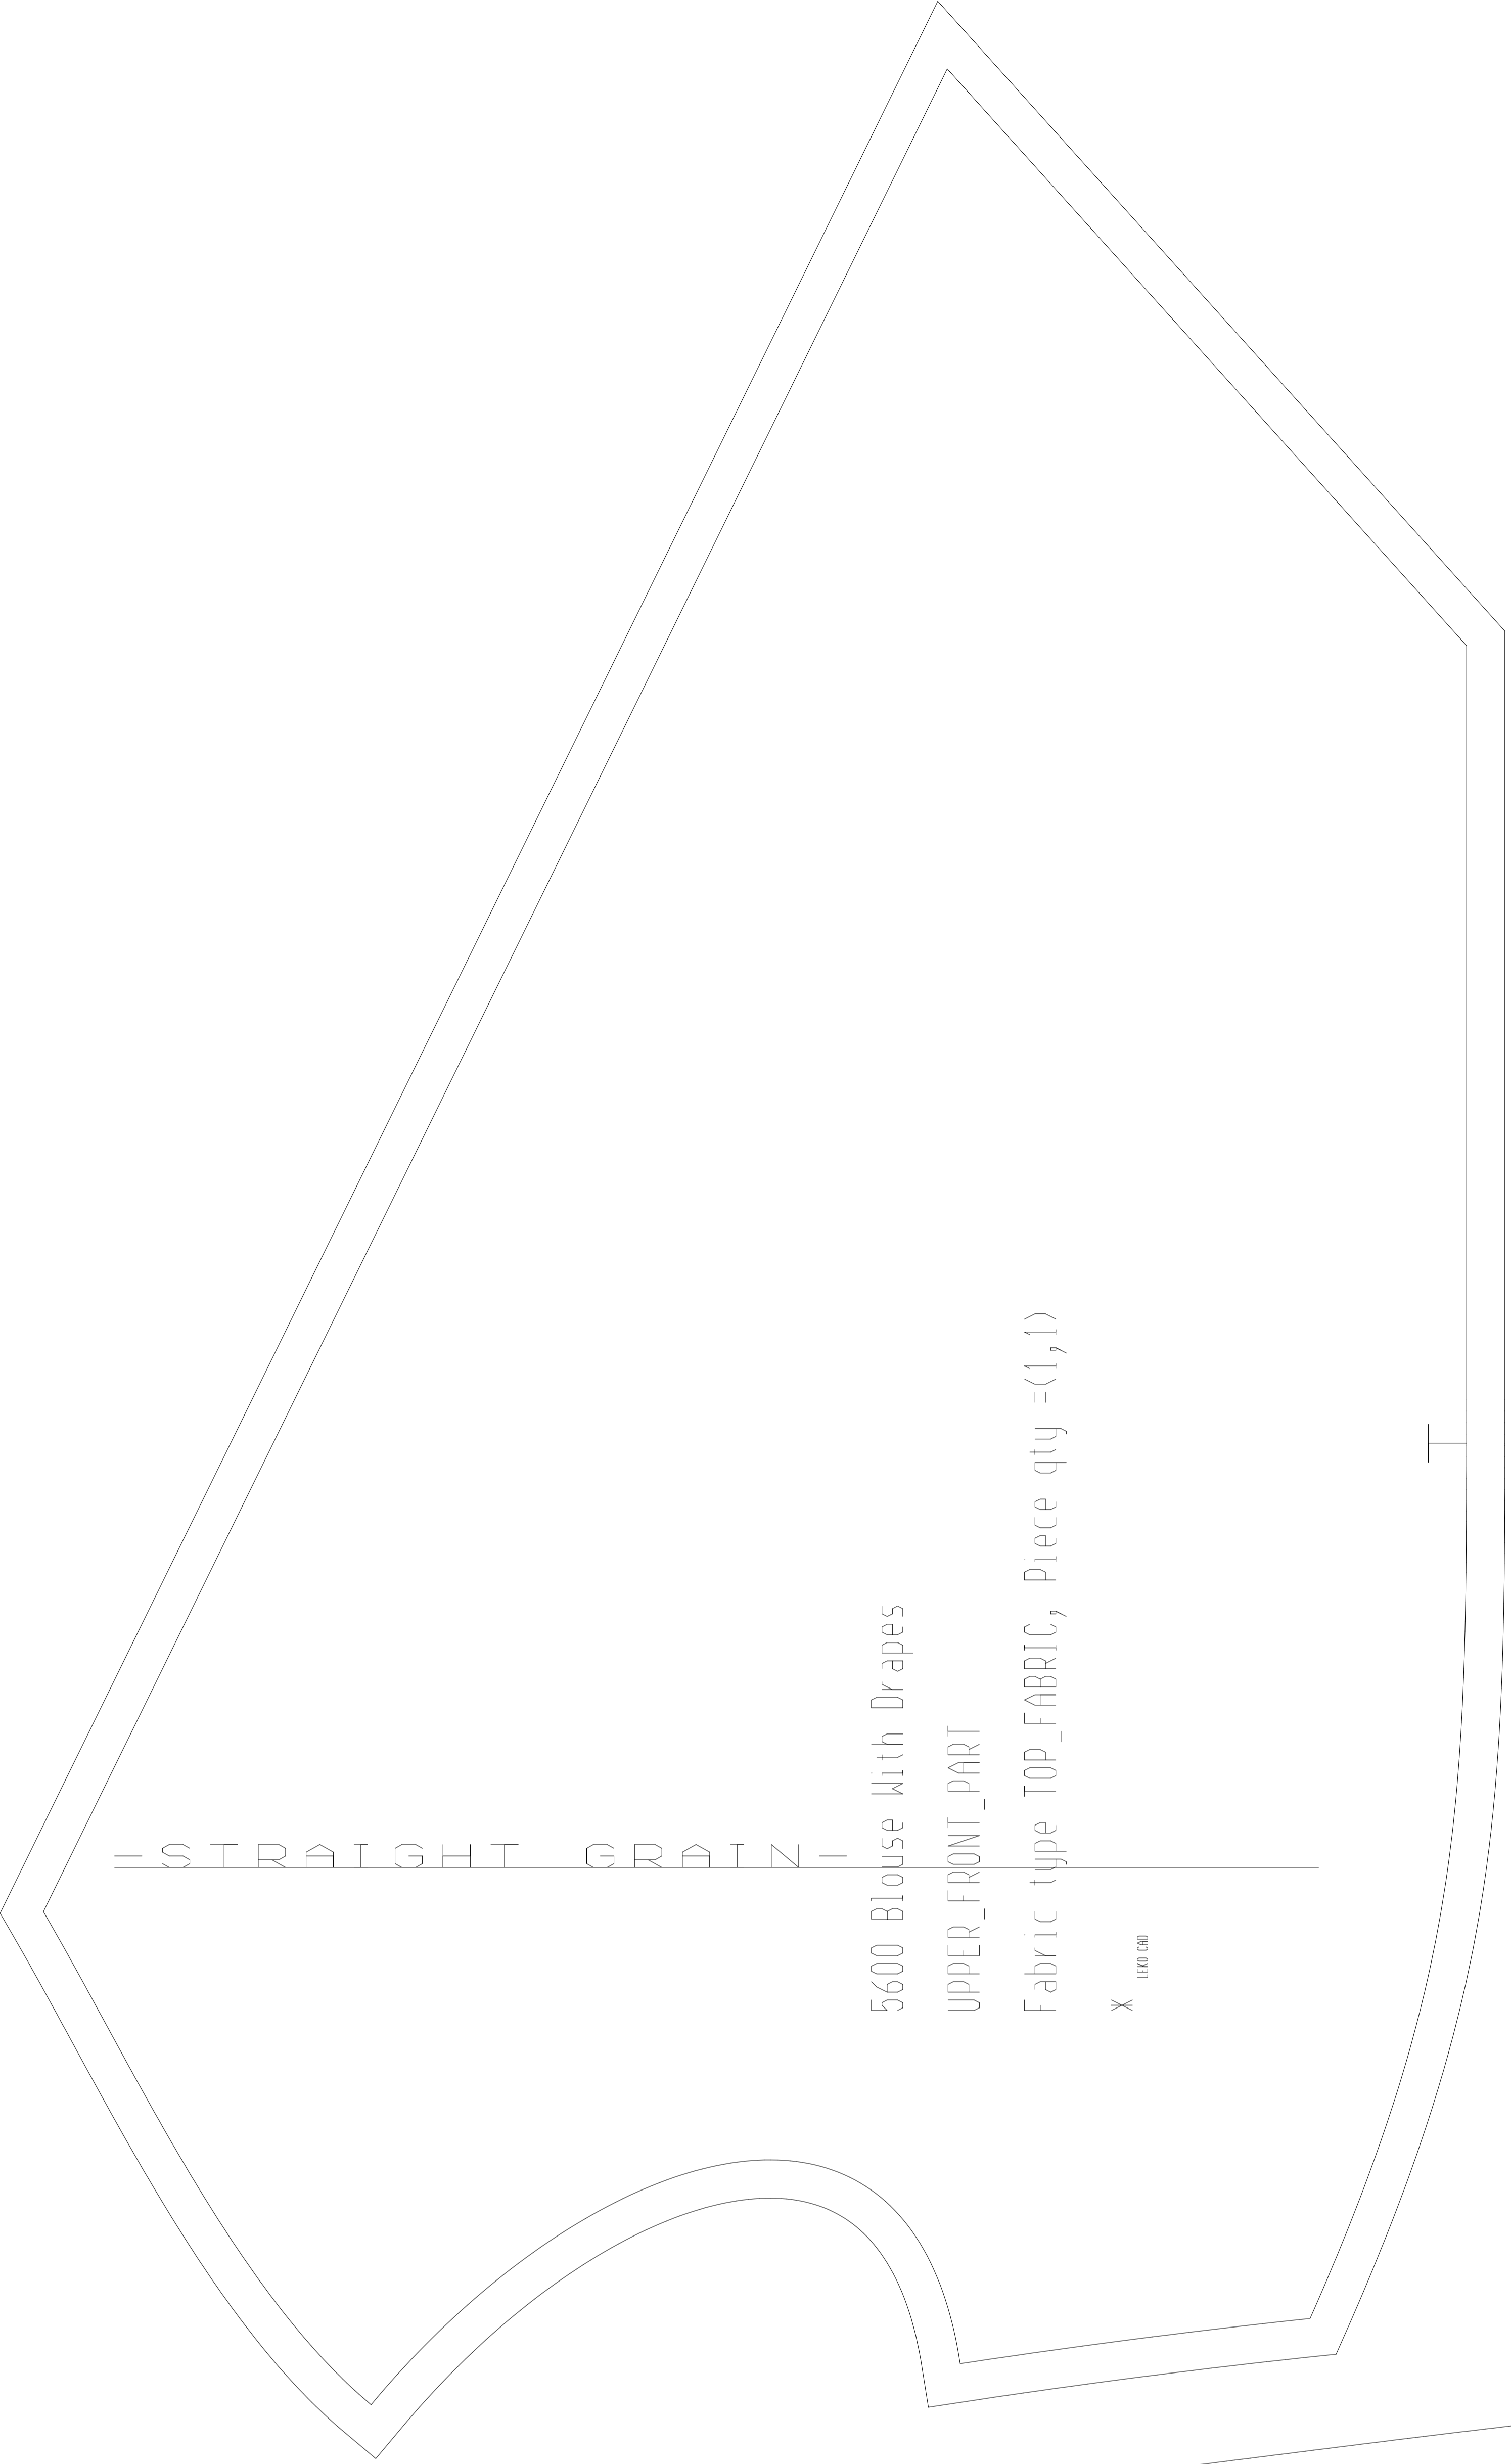 -STRAIGHT GRAIN-
5600 Blouse With Drapes
UPPER_FRONT_PART
Fabric type TOP_FABRIC, Piece qty =(1,1)
* LEKO CAD